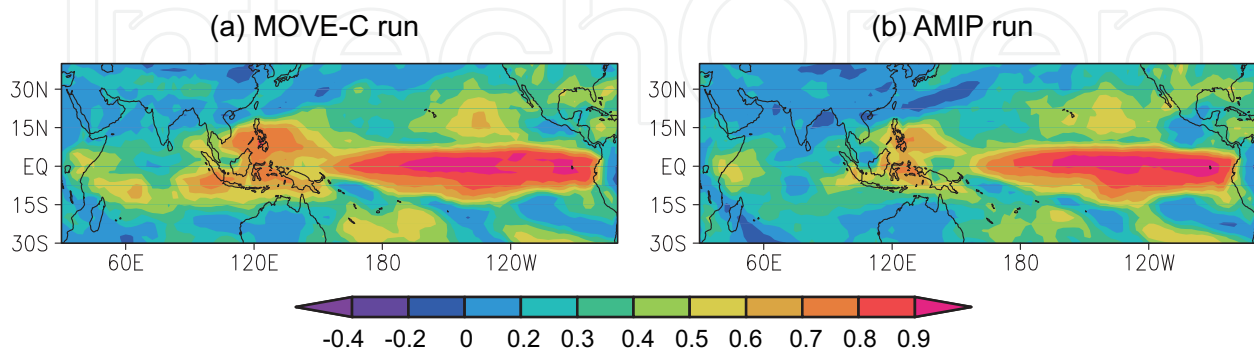 IntechOpen
(a) MOVE-C run
(b) AMIP run
30N
15N
EQ
15S
30S
60E 120E 180 120W
30N
15N
EQ
15S
30S
60E 120E 180 120W
-0.4 -0.2 0 0.2 0.3 0.4 0.5 0.6 0.7 0.8 0.9